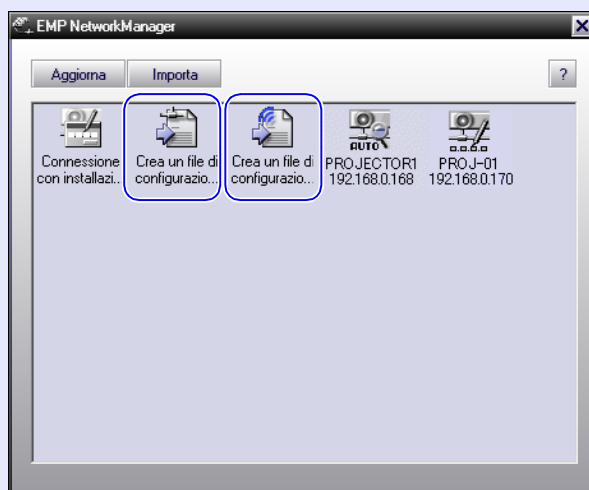 EMP NetworkManager
Aggiorna
Importa
?
Connessione
con installazi...
Crea un file di
configurazio...
Crea un file di
configurazio...
AUTO
PROJECTOR1
192.168.0.168
PROJ-01
192.168.0.170